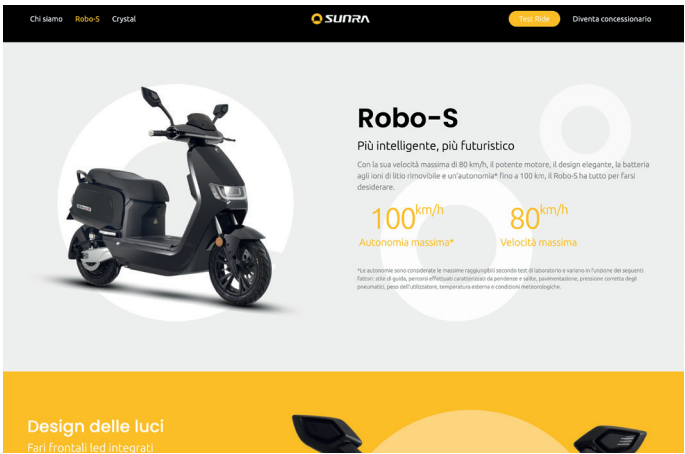 Chi siamo Robo-S Crystal SUNRA Test Ride Diventa concessionario
Robo-S
Più intelligente, più futuristico
Con la sua velocità massima di 80 km/h, il potente motore, il design elegante, la batteria
agli ioni di litio rimovibile e un'autonomia* fino a 100 km, il Robo-S ha tutto per farsi
desiderare.
100km/h 80km/h
Autonomia massima* Velocità massima
*Le autonomie sono considerate le massime raggiungibili secondo test di laboratorio e variano in funzione dei seguenti
fattori: stile di guida, percorsi effettuati caratterizzati da pendenze e salite, pavimentazione, pressione corretta degli
pneumatici, peso dell'utilizzatore, temperatura esterna e condizioni meteorologiche.
Design delle luci
Fari frontali led integrati